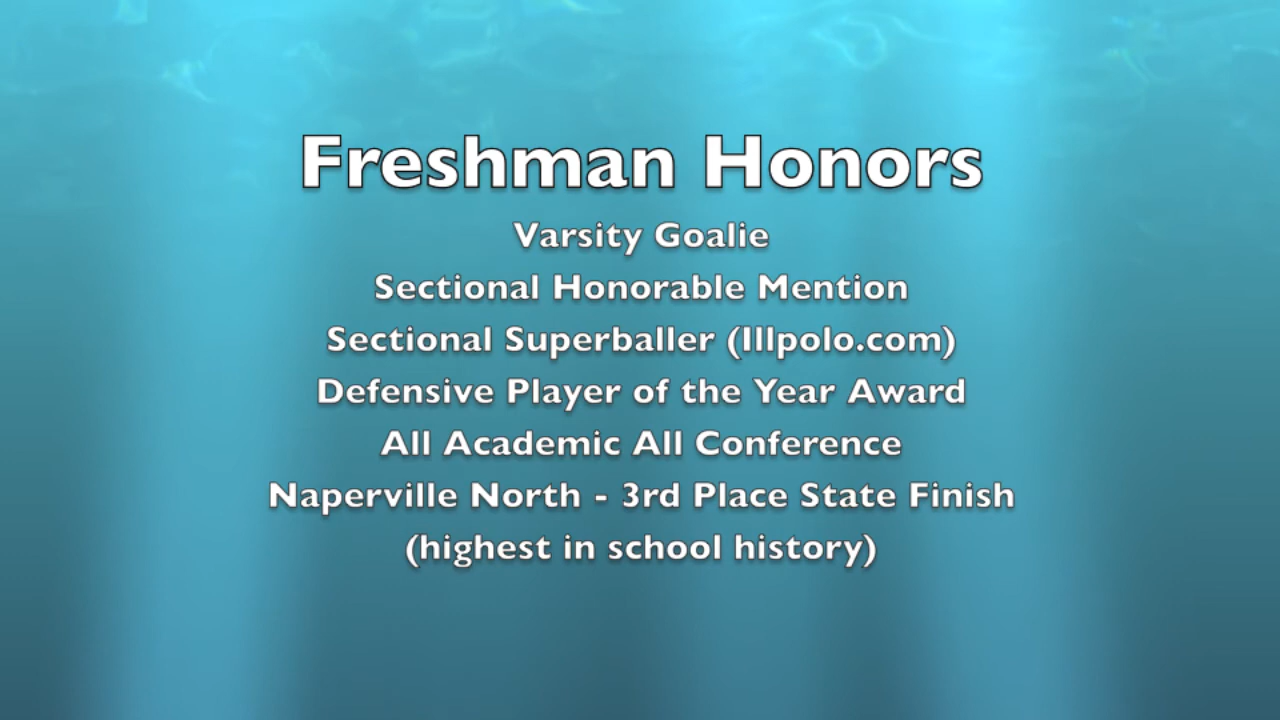 Freshman Honors
Varsity Goalie
Sectional Honorable Mention
Sectional Superballer (Illpolo.com)
Defensive Player of the Year Award
All Academic All Conference
Naperville North - 3rd Place State Finish
(highest in school history)